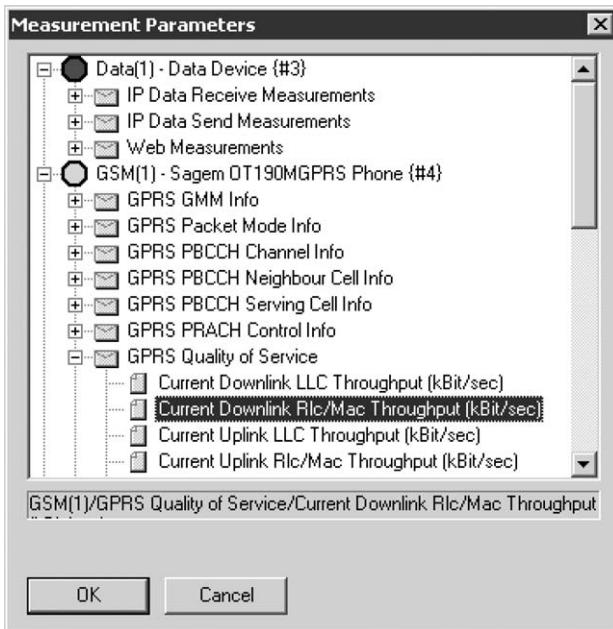 Measurement Parameters
Data(1) - Data Device {#3}
IP Data Receive Measurements
IP Data Send Measurements
Web Measurements
GSM(1) - Sagem OT190MGPRS Phone {#4}
GPRS GMM Info
GPRS Packet Mode Info
GPRS PBCCH Channel Info
GPRS PBCCH Neighbour Cell Info
GPRS PBCCH Serving Cell Info
GPRS PRACH Control Info
GPRS Quality of Service
Current Downlink LLC Throughput (kBit/sec)
Current Downlink Rlc/Mac Throughput (kBit/sec)
Current Uplink LLC Throughput (kBit/sec)
Current Uplink Rlc/Mac Throughput (kBit/sec)
GSM(1)/GPRS Quality of Service/Current Downlink Rlc/Mac Throughput
OK Cancel